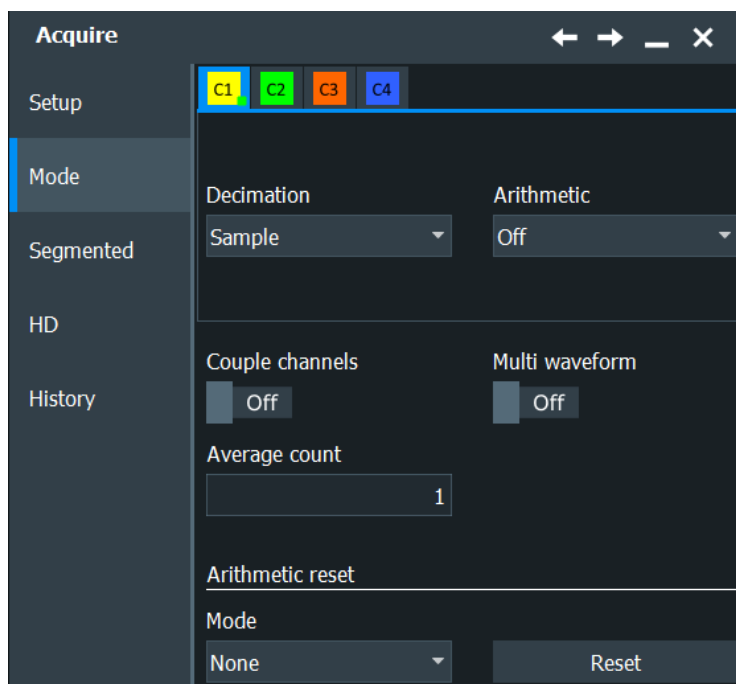 Acquire
Setup
Mode
Segmented
HD
History
C1 C2 C3 C4
Decimation Arithmetic
Sample Off
Couple channels Multi waveform
Off Off
Average count
1
Arithmetic reset
Mode
None Reset